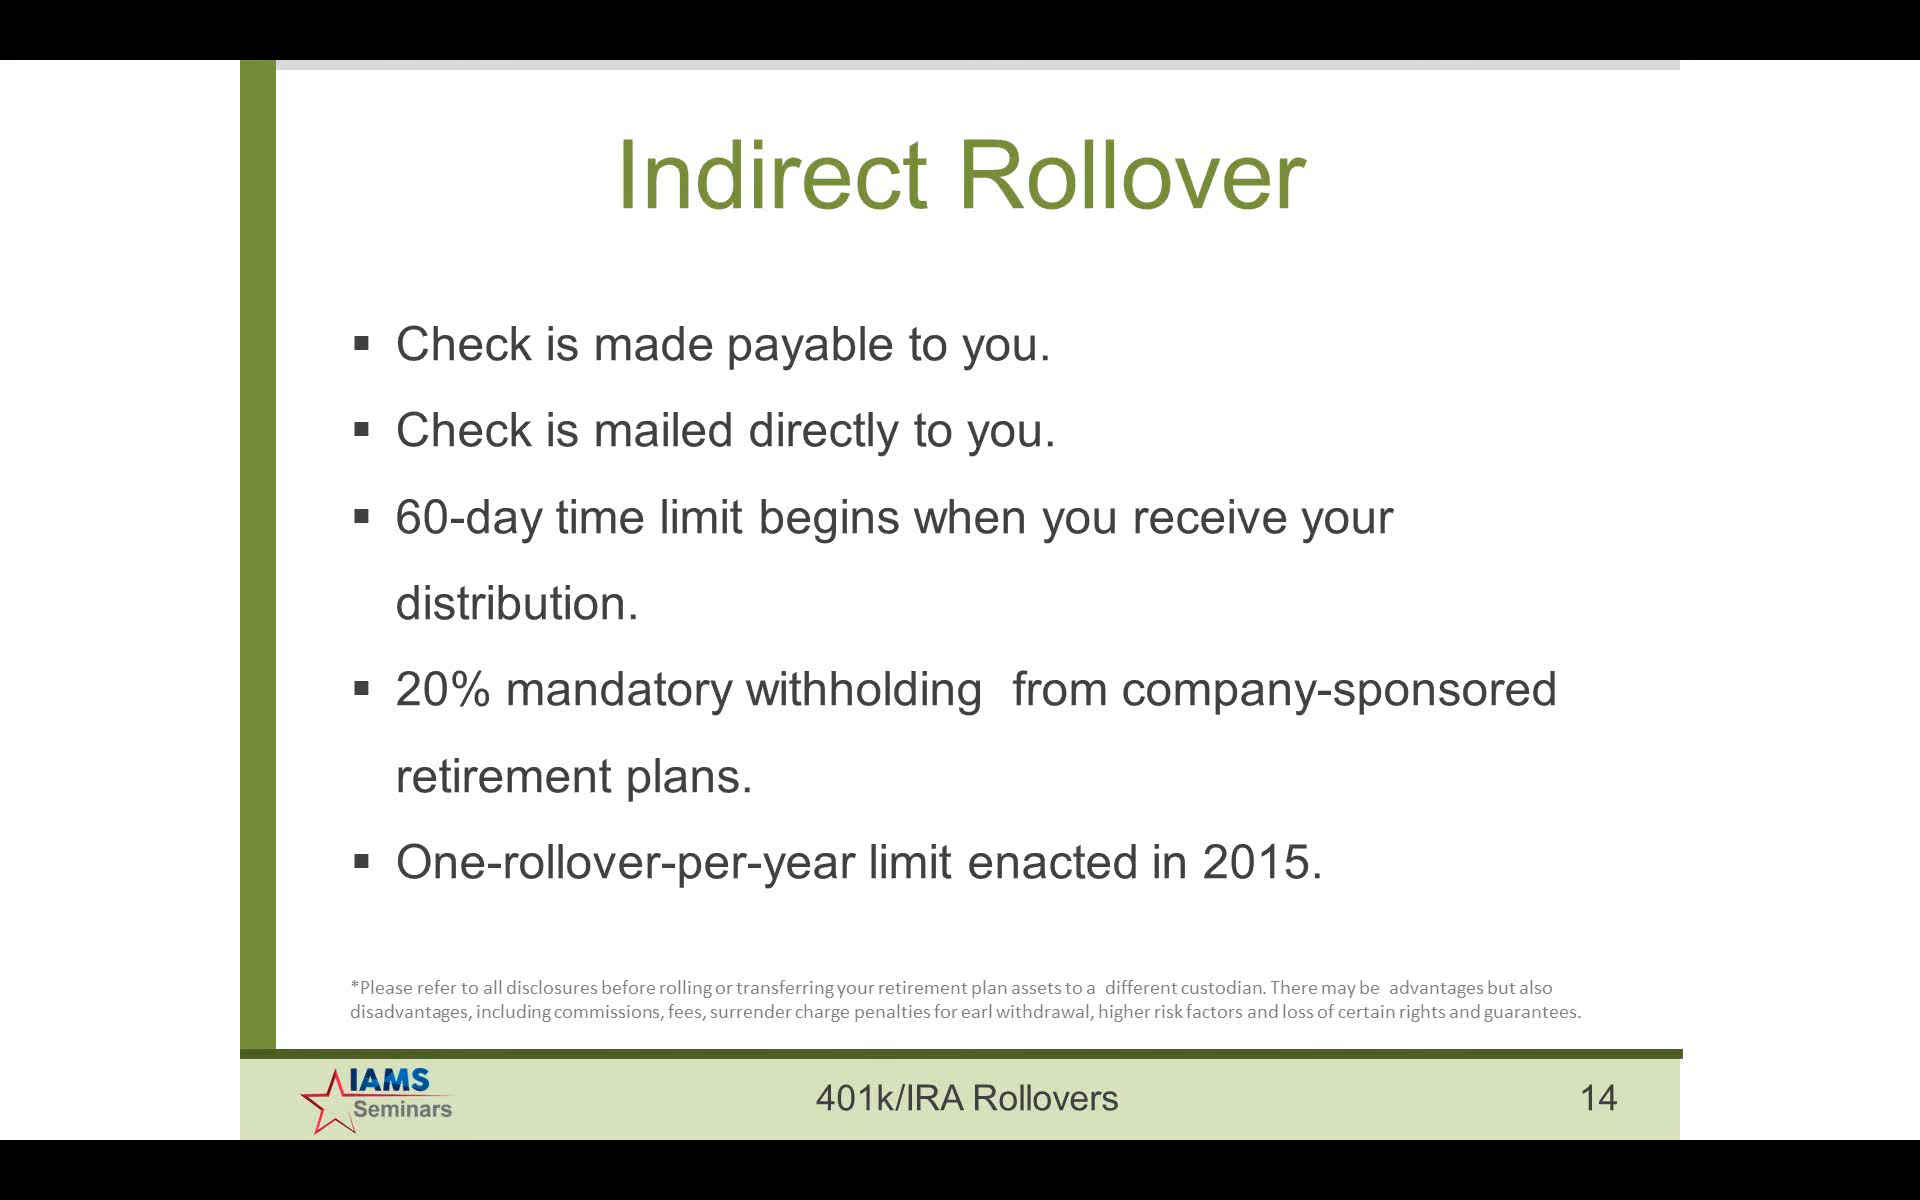 Indirect Rollover
▪ Check is made payable to you.
▪ Check is mailed directly to you.
▪ 60-day time limit begins when you receive your
distribution.
▪ 20% mandatory withholding  from company-sponsored
retirement plans.
▪ One-rollover-per-year limit enacted in 2015.
*Please refer to all disclosures before rolling or transferring your retirement plan assets to a  different custodian. There may be  advantages but also
disadvantages, including commissions, fees, surrender charge penalties for earl withdrawal, higher risk factors and loss of certain rights and guarantees.
IAMS
Seminars
401k/IRA Rollovers
14